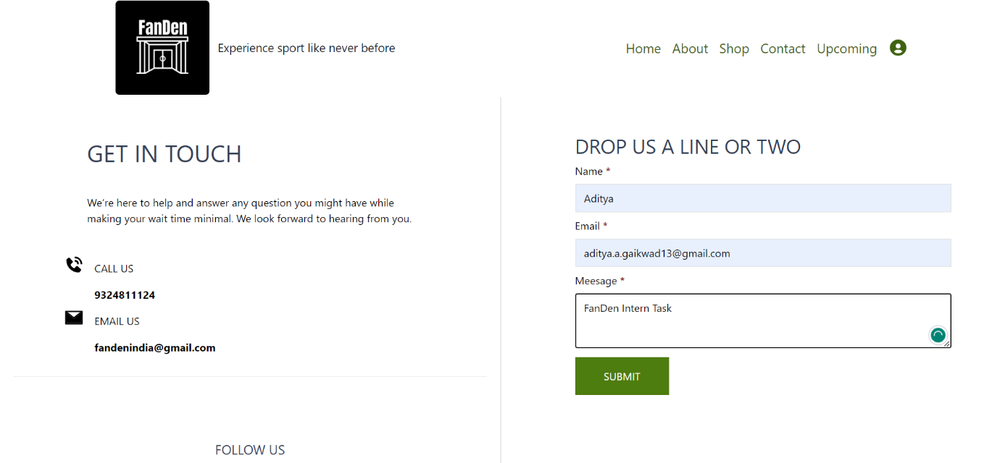 FanDen
Experience sport like never before
Home About Shop Contact Upcoming
GET IN TOUCH
We're here to help and answer any question you might have while
making your wait time minimal. We look forward to hearing from you.
CALL US
9324811124
EMAIL US
fandenindia@gmail.com
FOLLOW US
DROP US A LINE OR TWO
Name *
Aditya
Email *
aditya.a.gaikwad13@gmail.com
Meesage *
FanDen Intern Task
SUBMIT